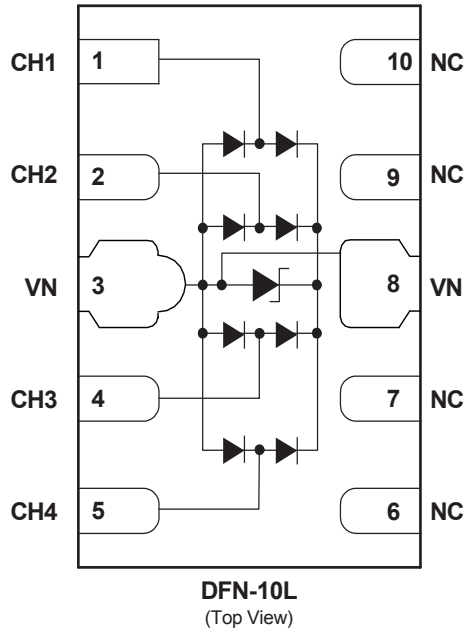 CH1 1 10 NC
CH2 2 9 NC
VN 3 8 VN
CH3 4 7 NC
CH4 5 6 NC
DFN-10L
(Top View)